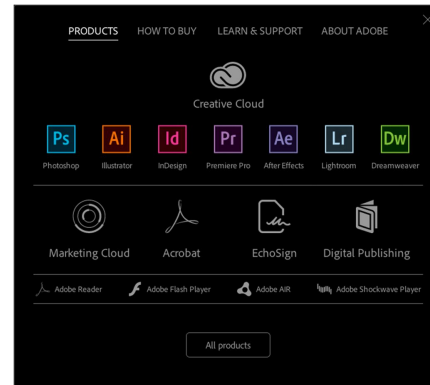 PRODUCTS HOW TO BUY LEARN & SUPPORT ABOUT ADOBE
Creative Cloud
Ps Ai Id Pr Ae Lr Dw
Photoshop Illustrator InDesign Premiere Pro After Effects Lightroom Dreamweaver
Marketing Cloud Acrobat EchoSign Digital Publishing
Adobe Reader Adobe Flash Player Adobe AIR Adobe Shockwave Player
All products